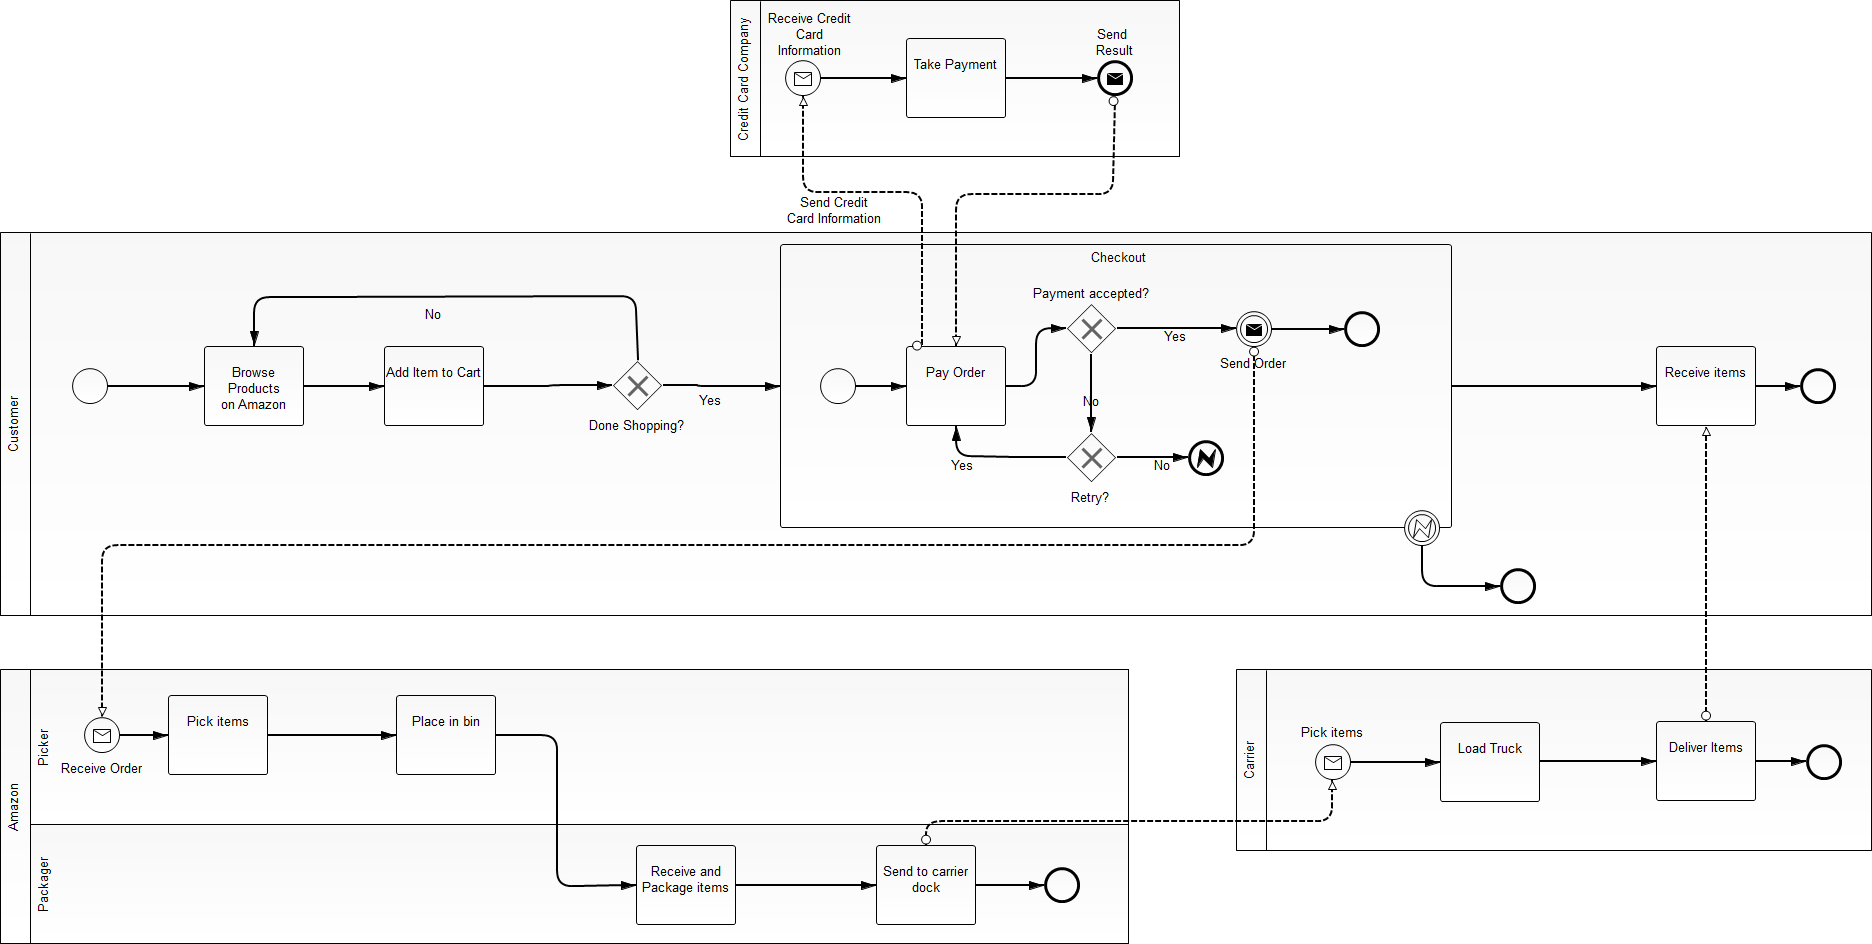 Credit Card Company
Receive Credit
Card
Information
Take Payment
Send
Result
Send Credit
Card Information
Customer
Browse
Products
on Amazon
Add Item to Cart
No
Done Shopping?
Yes
Checkout
Pay Order
Payment accepted?
Yes
Send Order
No
Yes
No
Retry?
Receive items
Amazon
Picker
Receive Order
Pick items
Place in bin
Packager
Receive and
Package items
Send to carrier
dock
Carrier
Pick items
Load Truck
Deliver Items